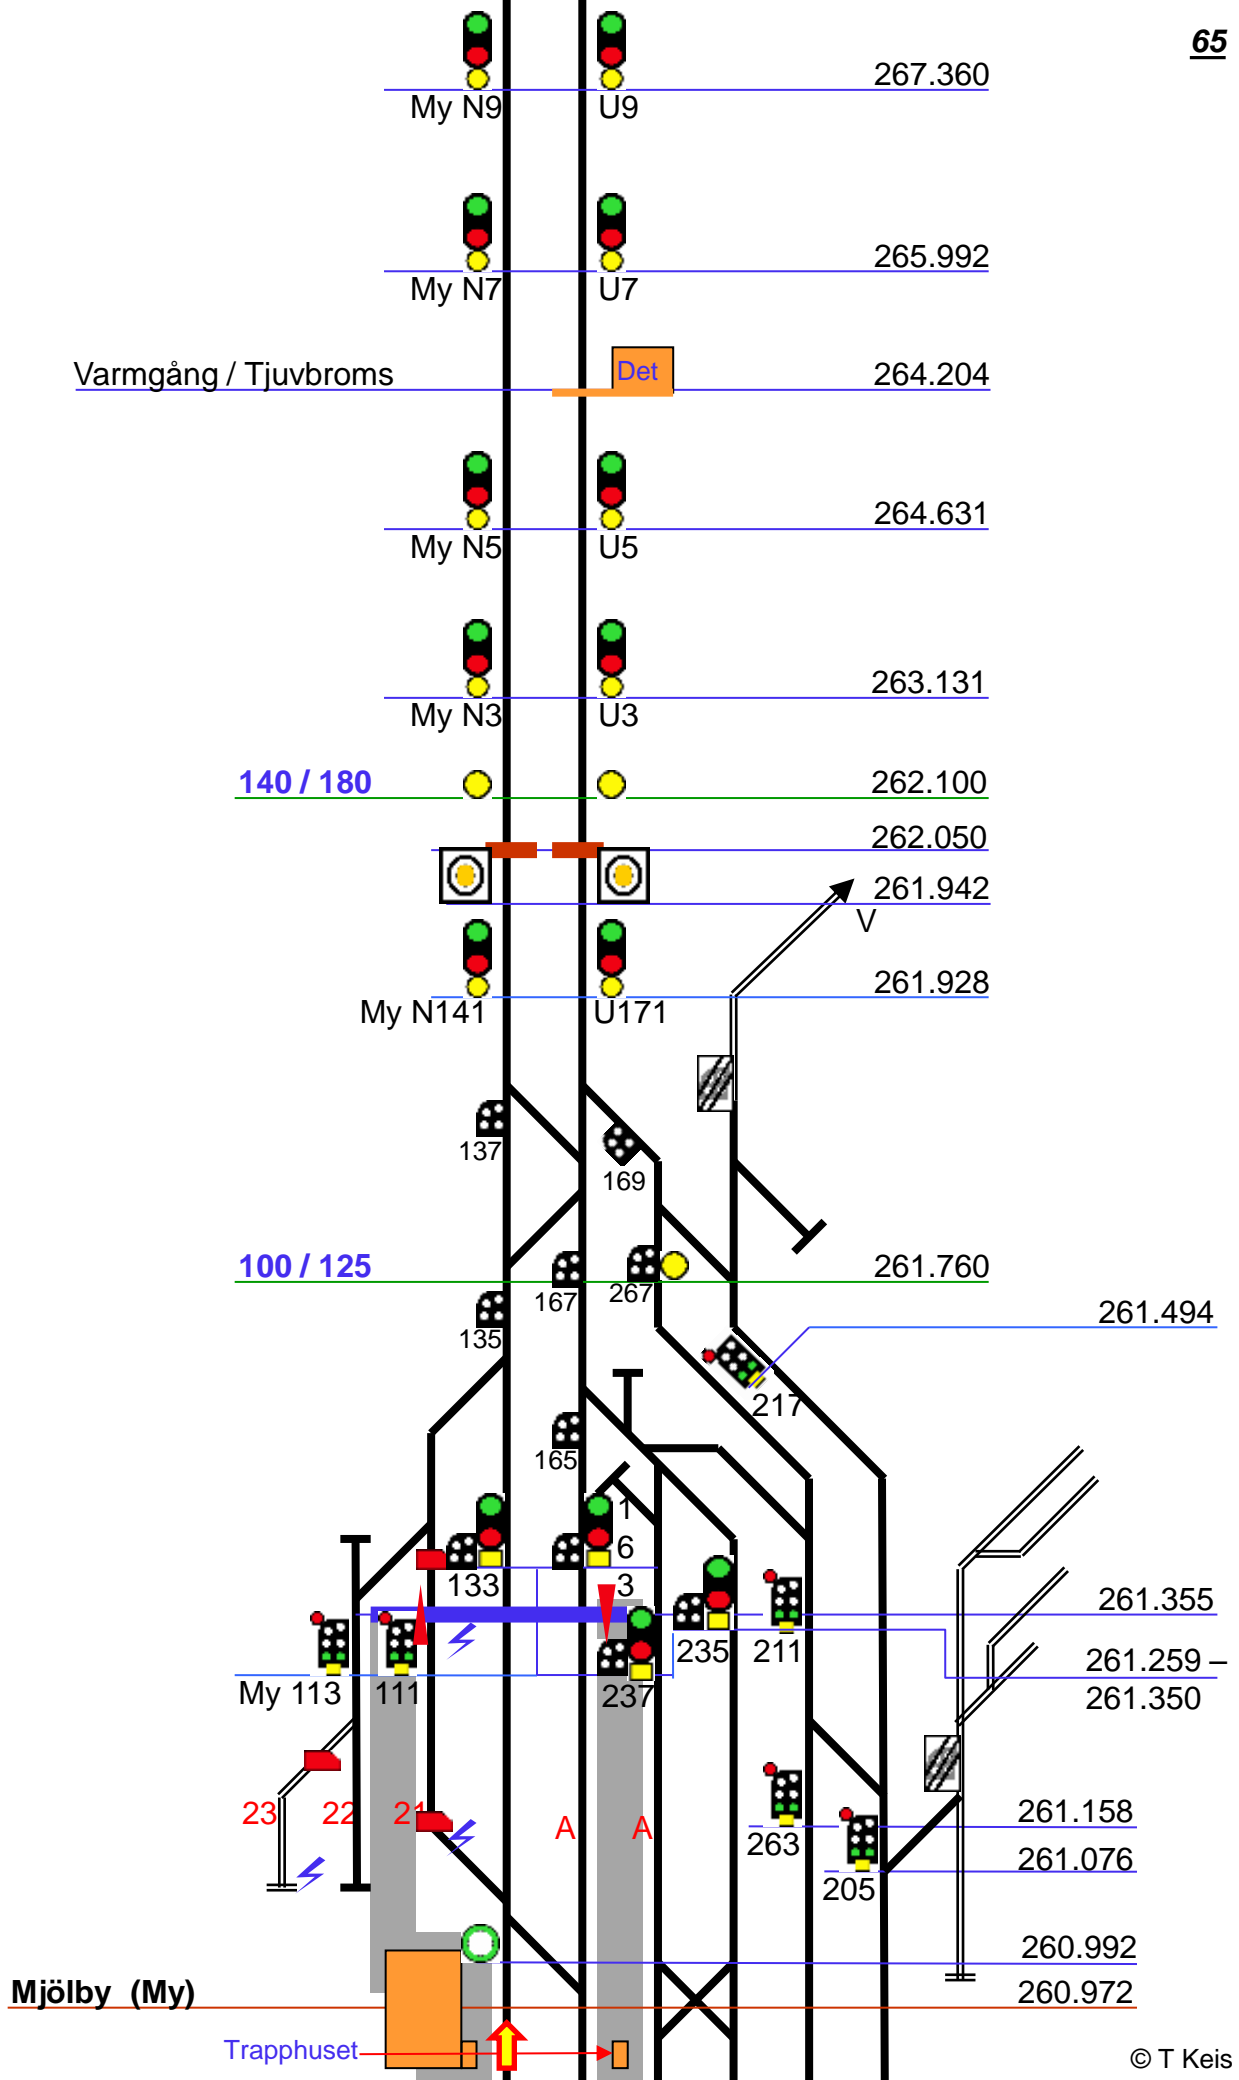 65
267.360
My N9 U9
265.992
My N7 U7
Varmgång / Tjuvbroms Det 264.204
264.631
My N5 U5
263.131
My N3 U3
140 / 180 262.100
262.050
261.942
V
261.928
My N141 U171
137
169
100 / 125 261.760
167 267
261.494
135
217
165
1
6
3
133
261.355
235 211
261.259 –
My 113 111 237
261.350
23 22 21 A A
261.158
263
261.076
205
260.992
Mjölby (My) 260.972
Trapphuset
© T Keis